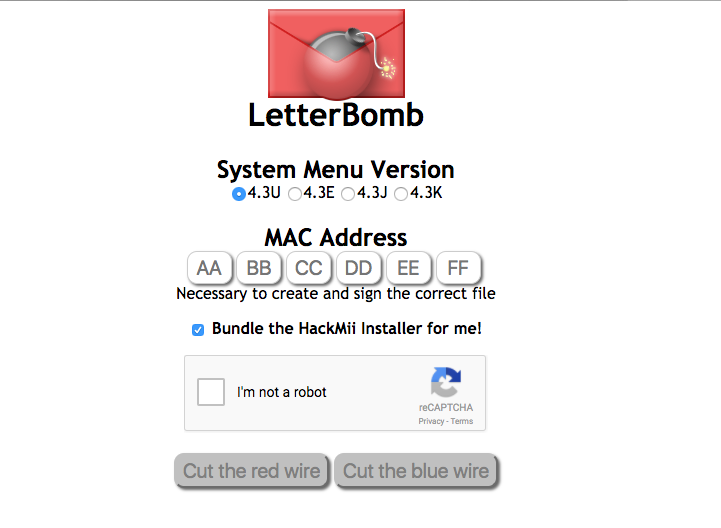 LetterBomb
System Menu Version
4.3U 4.3E 4.3J 4.3K
MAC Address
AA BB CC DD EE FF
Necessary to create and sign the correct file
Bundle the HackMii Installer for me!
I'm not a robot
reCAPTCHA
Privacy - Terms
Cut the red wire Cut the blue wire